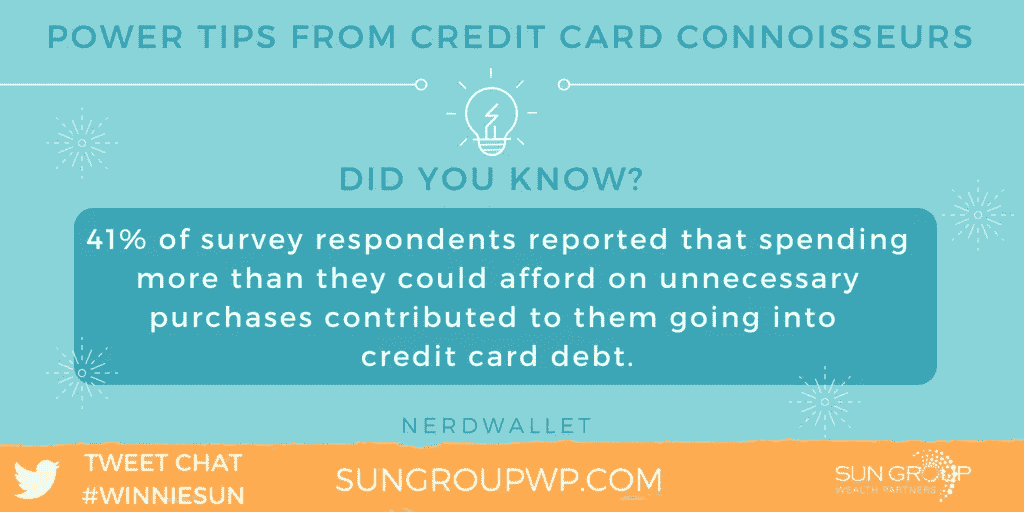 POWER TIPS FROM CREDIT CARD CONNOISSEURS
DID YOU KNOW?
41% of survey respondents reported that spending
more than they could afford on unnecessary
purchases contributed to them going into
credit card debt.
NERDWALLET
TWEET CHAT
#WINNIESUN
SUNGROUPWP.COM
SUN GROUP
WEALTH PARTNERS